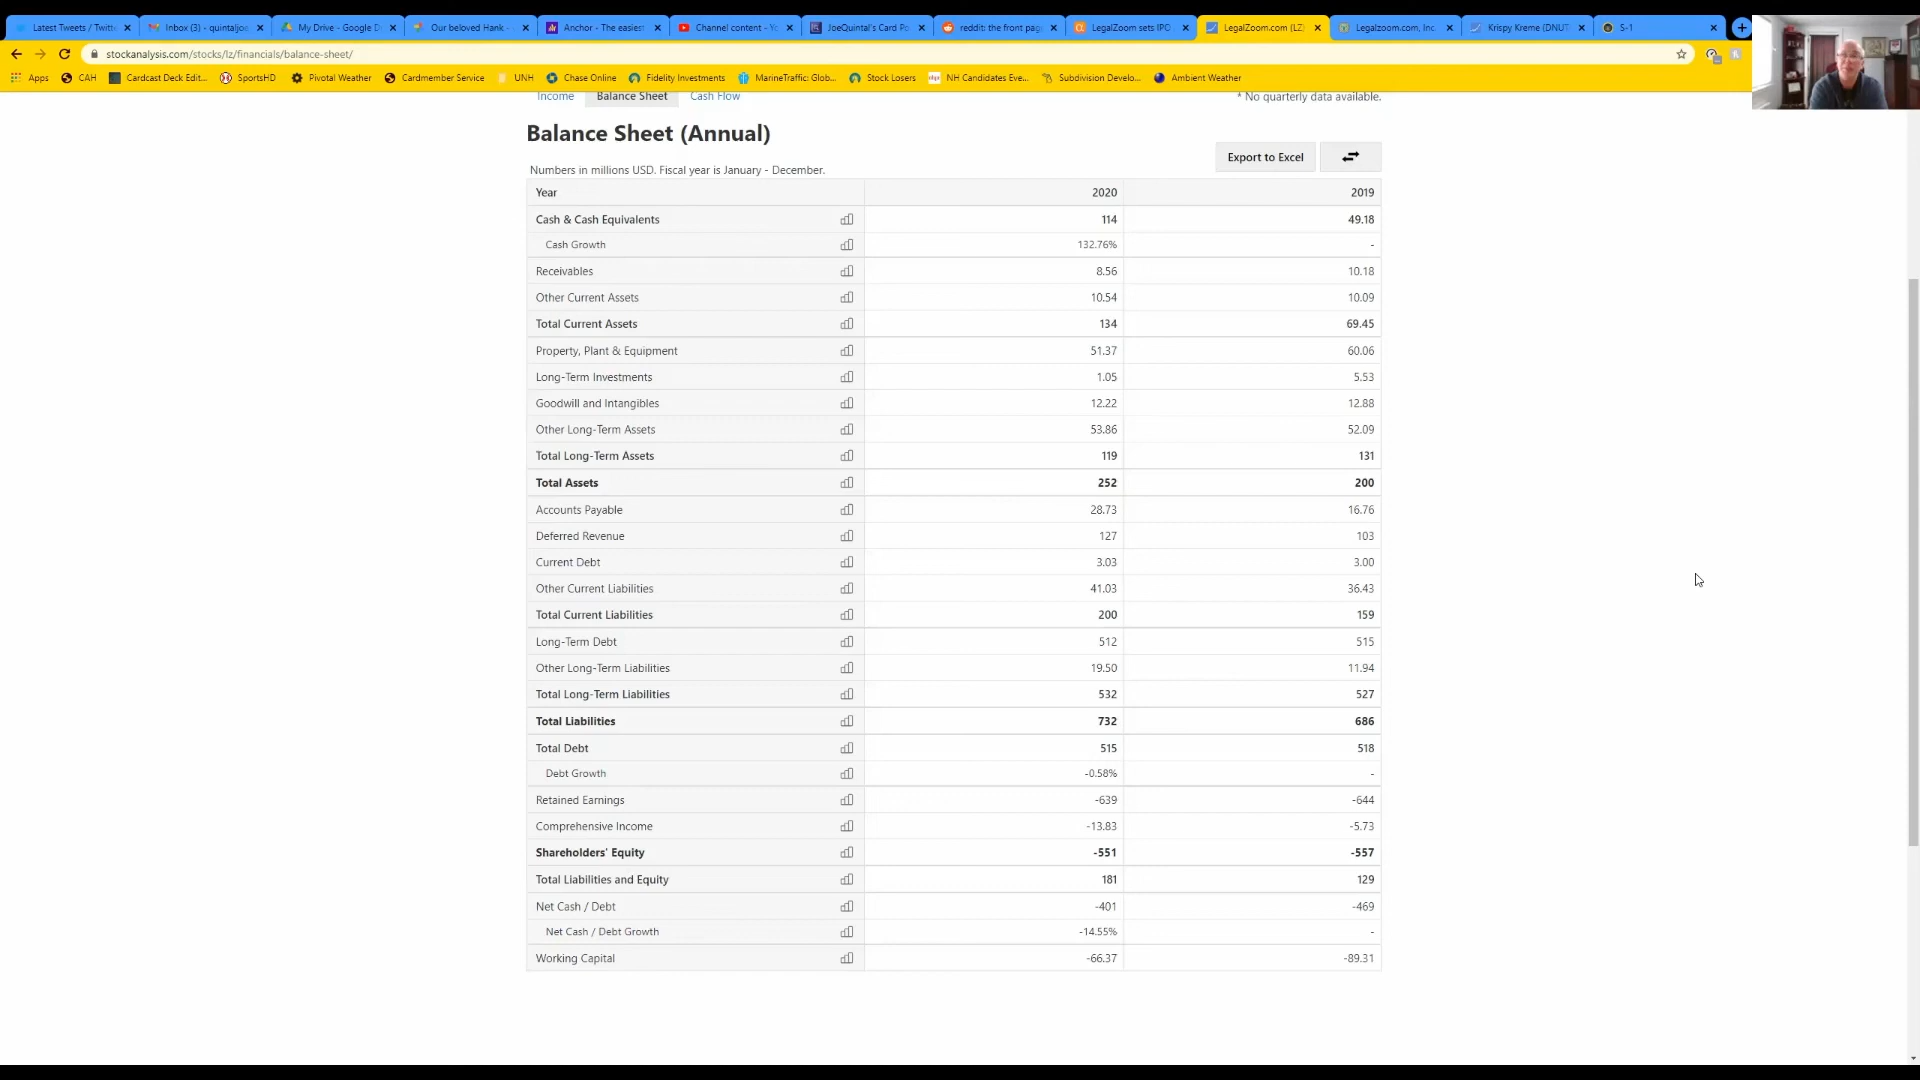 Latest Tweets / Twitt
Inbox (3) - quintaljoe
My Drive - Google D
Our beloved Hank -
Anchor - The easiest
Channel content - Yo
JoeQuintal's Card Po
reddit: the front page
LegalZoom sets IPO
LegalZoom.com (LZ)
Legalzoom.com, Inc.
Krispy Kreme (DNUT
S-1
stockanalysis.com/stocks/lz/financials/balance-sheet/
Apps
CAH
Cardcast Deck Edit...
SportsHD
Pivotal Weather
Cardmember Service
UNH
Chase Online
Fidelity Investments
MarineTraffic: Glob...
Stock Losers
NH Candidates Eve...
Subdivision Develo...
Ambient Weather
Income Balance Sheet Cash Flow
* No quarterly data available.
Balance Sheet (Annual)
Export to Excel
Numbers in millions USD. Fiscal year is January - December.
Year 2020 2019
Cash & Cash Equivalents 114 49.18
Cash Growth 132.76% -
Receivables 8.56 10.18
Other Current Assets 10.54 10.09
Total Current Assets 134 69.45
Property, Plant & Equipment 51.37 60.06
Long-Term Investments 1.05 5.53
Goodwill and Intangibles 12.22 12.88
Other Long-Term Assets 53.86 52.09
Total Long-Term Assets 119 131
Total Assets 252 200
Accounts Payable 28.73 16.76
Deferred Revenue 127 103
Current Debt 3.03 3.00
Other Current Liabilities 41.03 36.43
Total Current Liabilities 200 159
Long-Term Debt 512 515
Other Long-Term Liabilities 19.50 11.94
Total Long-Term Liabilities 532 527
Total Liabilities 732 686
Total Debt 515 518
Debt Growth -0.58% -
Retained Earnings -639 -644
Comprehensive Income -13.83 -5.73
Shareholders' Equity -551 -557
Total Liabilities and Equity 181 129
Net Cash / Debt -401 -469
Net Cash / Debt Growth -14.55% -
Working Capital -66.37 -89.31